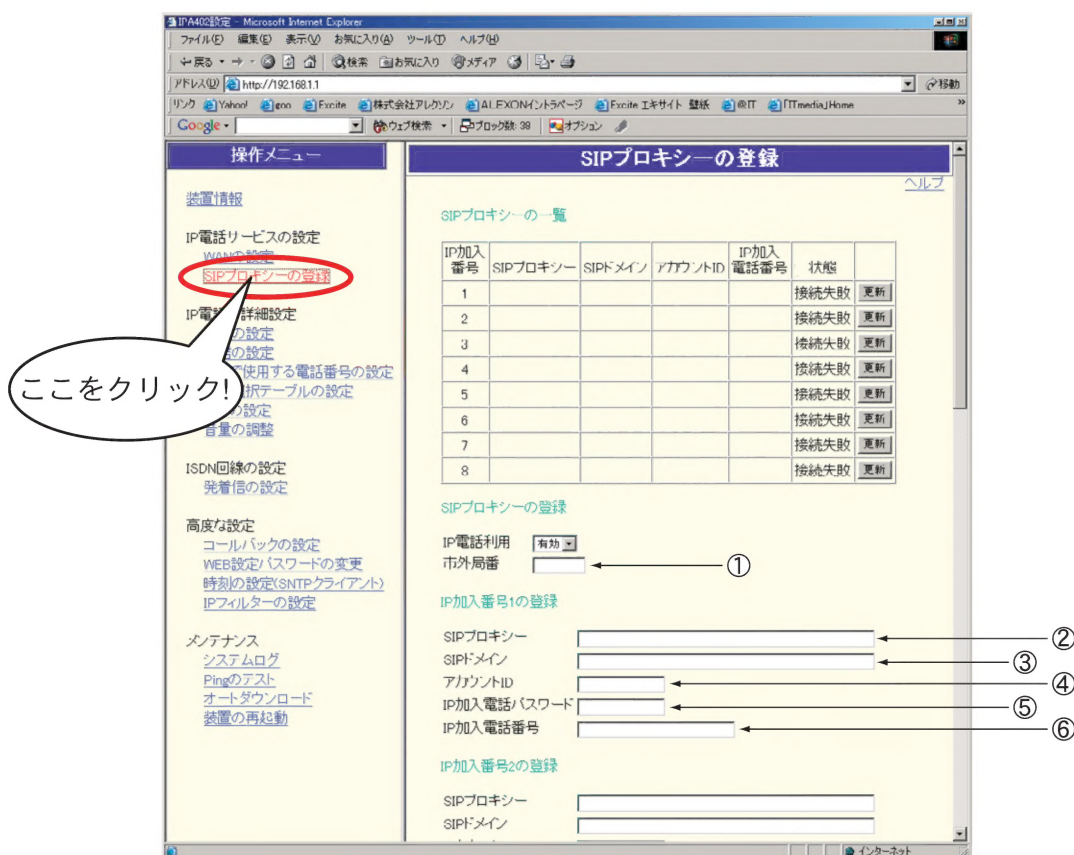 IPA402設定 - Microsoft Internet Explorer
ファイル(F) 編集(E) 表示(V) お気に入り(A) ツール(T) ヘルプ(H)
戻る 検索 お気に入り メディア
アドレス(D) http://192.168.1.1 移動
リンク Yahoo! goo Excite 株式会社アレクソン ALEXONイントラページ Excite エキサイト 壁紙 @IT 「ITmedia」Home »
Google ウェブ検索 ブロック数: 38 オプション
操作メニュー
装置情報
IP電話サービスの設定
WANの設定
SIPプロキシーの登録
IP電話 詳細設定
の設定
の設定
で使用する電話番号の設定
択テーブルの設定
の設定
音量の調整
ISDN回線の設定
発着信の設定
高度な設定
コールバックの設定
WEB設定パスワードの変更
時刻の設定(SNTPクライアント)
IPフィルターの設定
メンテナンス
システムログ
Pingのテスト
オートダウンロード
装置の再起動
ここをクリック!
SIPプロキシーの登録
ヘルプ
SIPプロキシーの一覧
IP加入番号 SIPプロキシー SIPドメイン アカウントID IP加入電話番号 状態
1 接続失敗 更新
2 接続失敗 更新
3 接続失敗 更新
4 接続失敗 更新
5 接続失敗 更新
6 接続失敗 更新
7 接続失敗 更新
8 接続失敗 更新
SIPプロキシーの登録
IP電話利用 有効
市外局番 ①
IP加入番号1の登録
SIPプロキシー ②
SIPドメイン ③
アカウントID ④
IP加入電話パスワード ⑤
IP加入電話番号 ⑥
IP加入番号2の登録
SIPプロキシー
SIPドメイン
インターネット